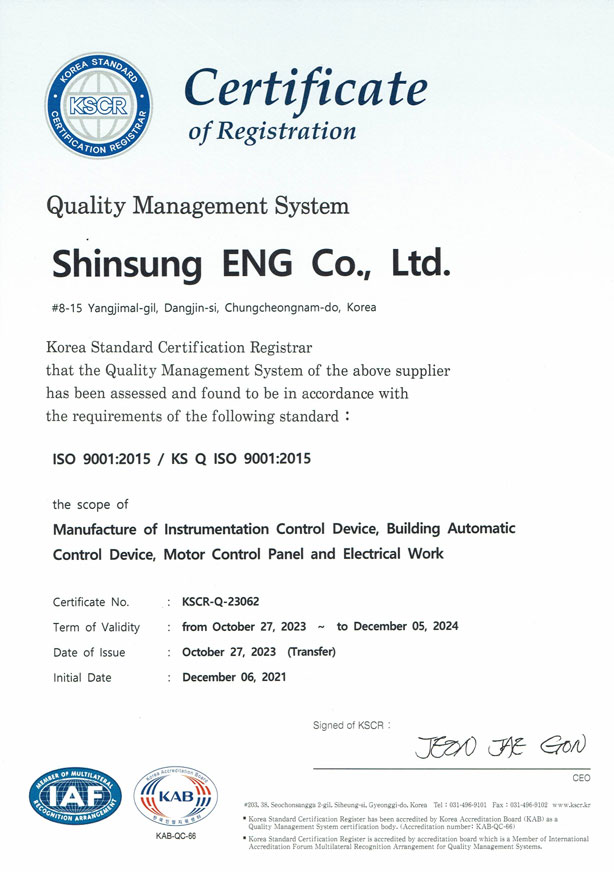 KOREA STANDARD
KSCR
CERTIFICATION REGISTRAR
Certificate
of Registration
Quality Management System
Shinsung ENG Co., Ltd.
#8-15 Yangjimal-gil, Dangjin-si, Chungcheongnam-do, Korea
Korea Standard Certification Registrar
that the Quality Management System of the above supplier
has been assessed and found to be in accordance with
the requirements of the following standard :
ISO 9001:2015 / KS Q ISO 9001:2015
the scope of
Manufacture of Instrumentation Control Device, Building Automatic
Control Device, Motor Control Panel and Electrical Work
Certificate No. : KSCR-Q-23062
Term of Validity : from October 27, 2023 ~ to December 05, 2024
Date of Issue : October 27, 2023 (Transfer)
Initial Date : December 06, 2021
Signed of KSCR :
JEON JAE GON
CEO
MEMBER OF MULTILATERAL
IAF
RECOGNITION ARRANGEMENT
Korea Accreditation Board
KAB
한국인정지원센터
KAB-QC-66
#203, 38, Seochonsangga 2-gil, Siheung-si, Gyeonggi-do, Korea Tel : 031-496-9101 Fax : 031-496-9102 www.kscr.kr
* Korea Standard Certification Register has been accredited by Korea Accreditation Board (KAB) as a
Quality Management System certification body. (Accreditation number: KAB-QC-66)
* Korea Standard Certification Register is accredited by accreditation board which is a Member of International
Accreditation Forum Multilateral Recognition Arrangement for Quality Management Systems.